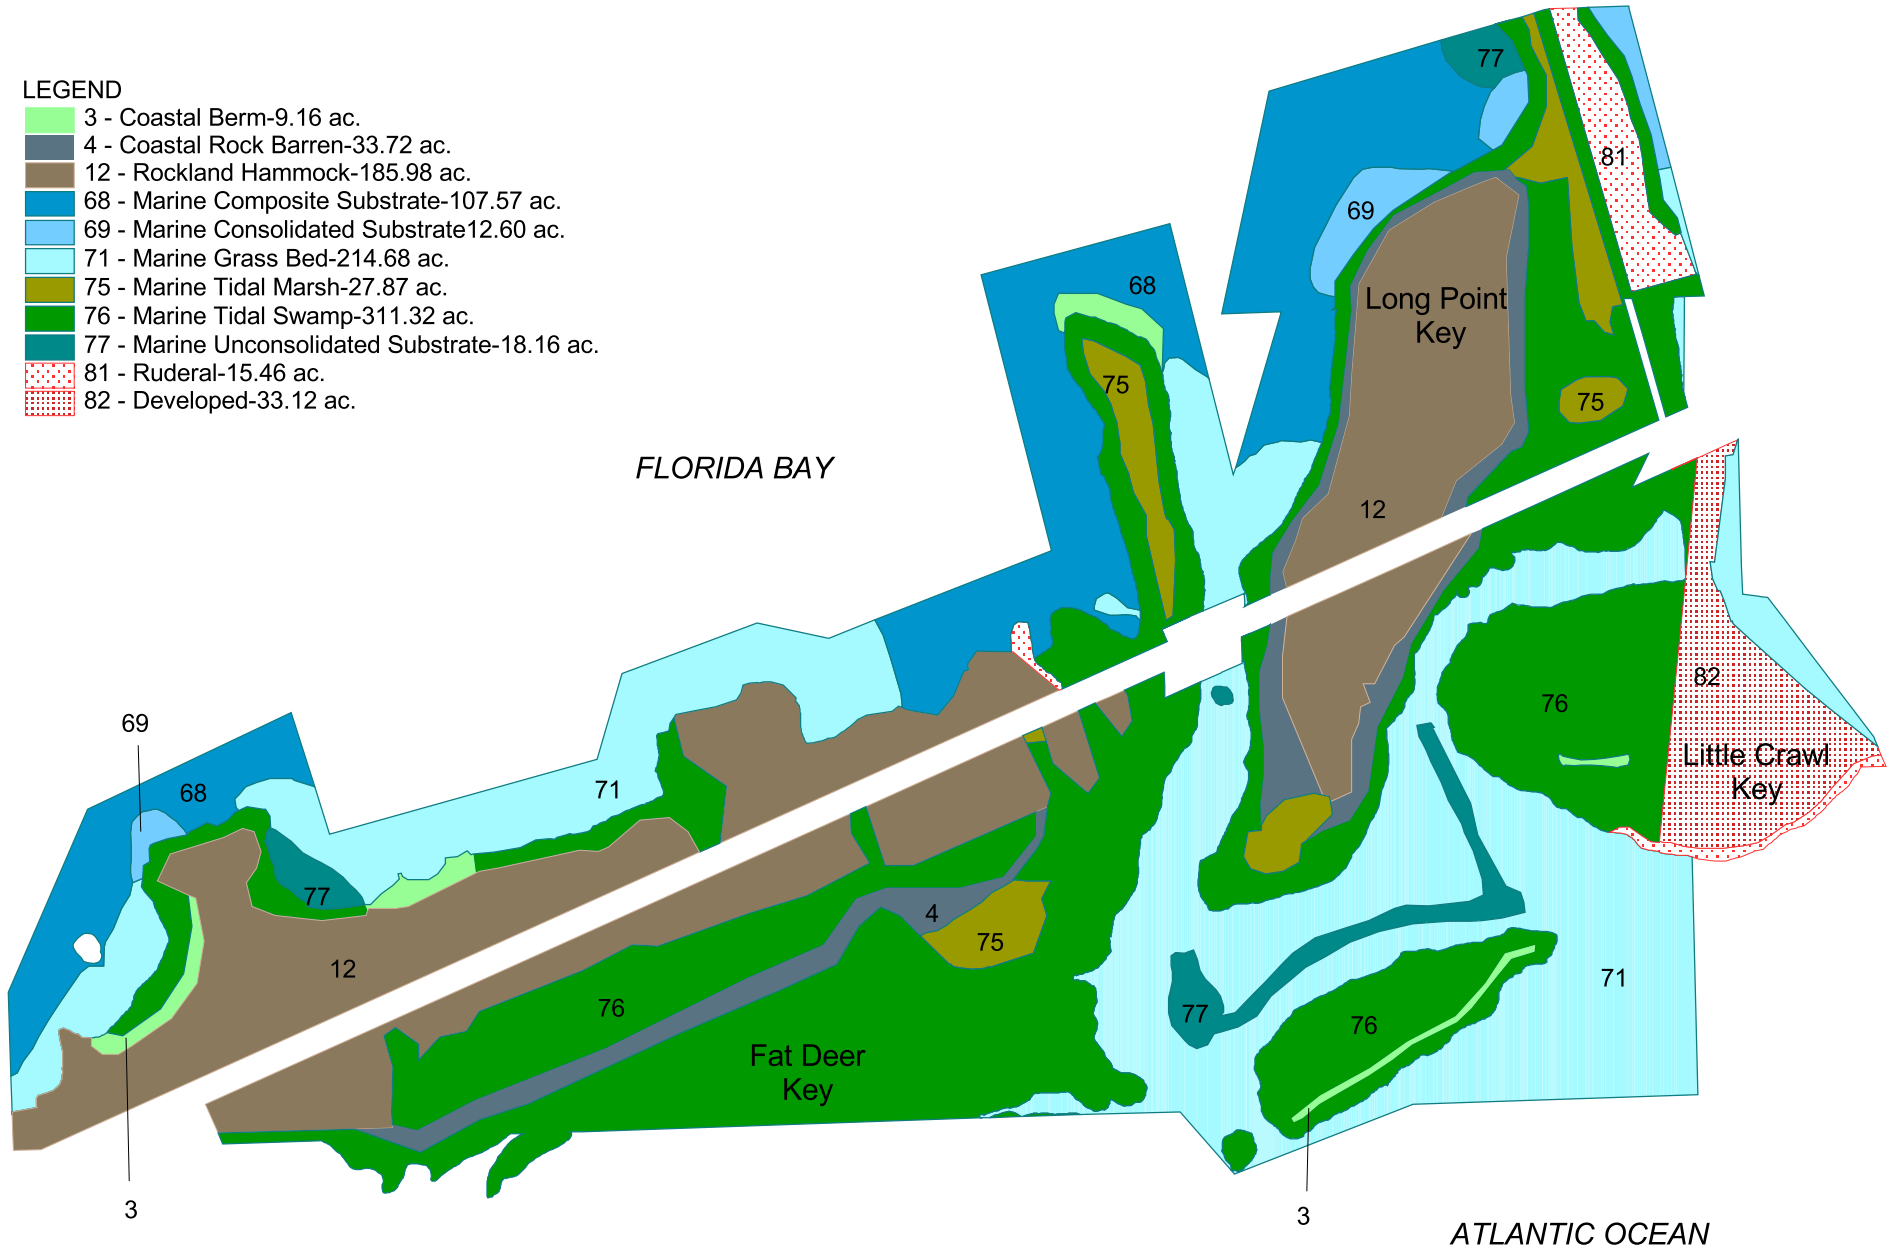 LEGEND
3 - Coastal Berm-9.16 ac.
4 - Coastal Rock Barren-33.72 ac.
12 - Rockland Hammock-185.98 ac.
68 - Marine Composite Substrate-107.57 ac.
69 - Marine Consolidated Substrate12.60 ac.
71 - Marine Grass Bed-214.68 ac.
75 - Marine Tidal Marsh-27.87 ac.
76 - Marine Tidal Swamp-311.32 ac.
77 - Marine Unconsolidated Substrate-18.16 ac.
81 - Ruderal-15.46 ac.
82 - Developed-33.12 ac.
77
81
69
68
Long Point
Key
75
75
FLORIDA BAY
12
82
76
69
Little Crawl
Key
68
71
77
4
75
12
71
76
77
76
Fat Deer
Key
3
3
ATLANTIC OCEAN